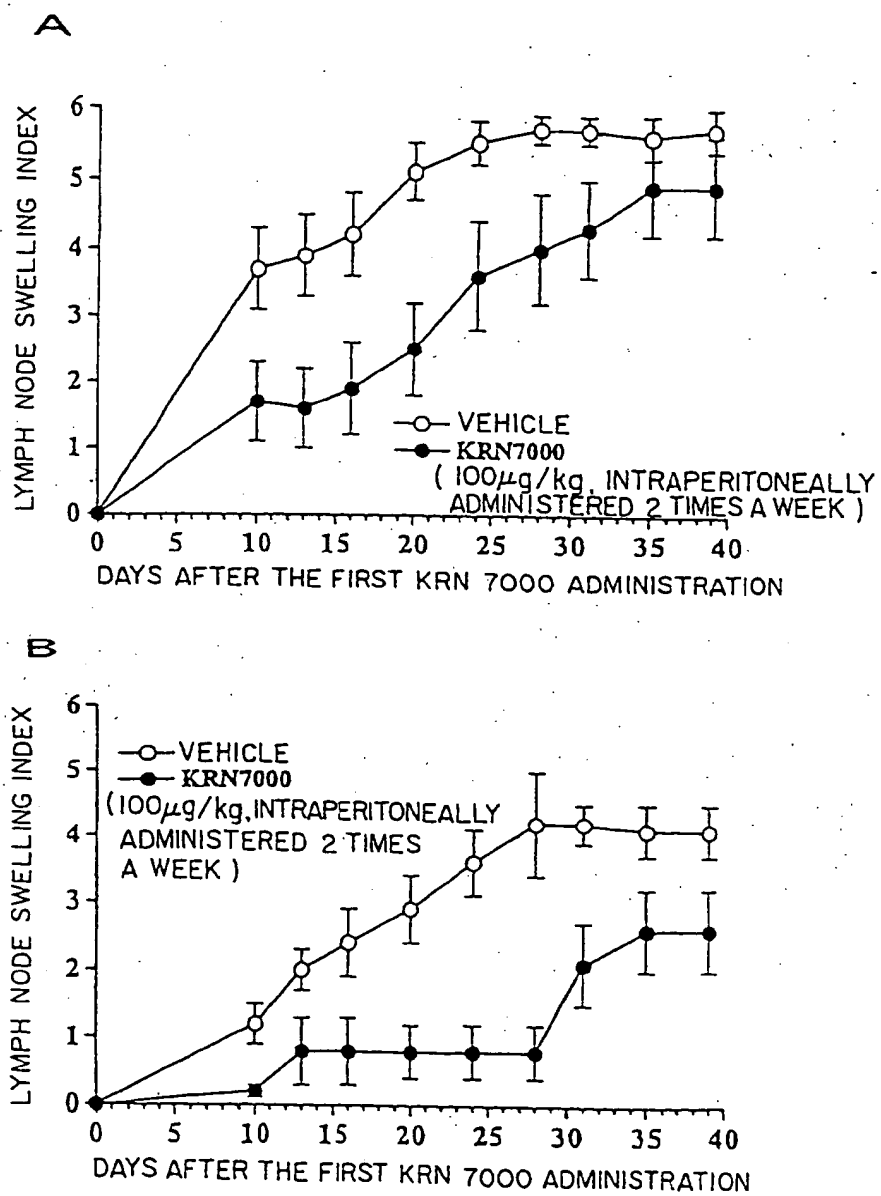 A
LYMPH NODE SWELLING INDEX
6
5
4
3
2
1
0
VEHICLE
KRN7000
(100μg/kg, INTRAPERITONEALLY
ADMINISTERED 2 TIMES A WEEK)
0 5 10 15 20 25 30 35 40
DAYS AFTER THE FIRST KRN 7000 ADMINISTRATION
B
LYMPH NODE SWELLING INDEX
6
5
4
3
2
1
0
VEHICLE
KRN7000
(100μg/kg, INTRAPERITONEALLY
ADMINISTERED 2 TIMES
A WEEK)
0 5 10 15 20 25 30 35 40
DAYS AFTER THE FIRST KRN 7000 ADMINISTRATION